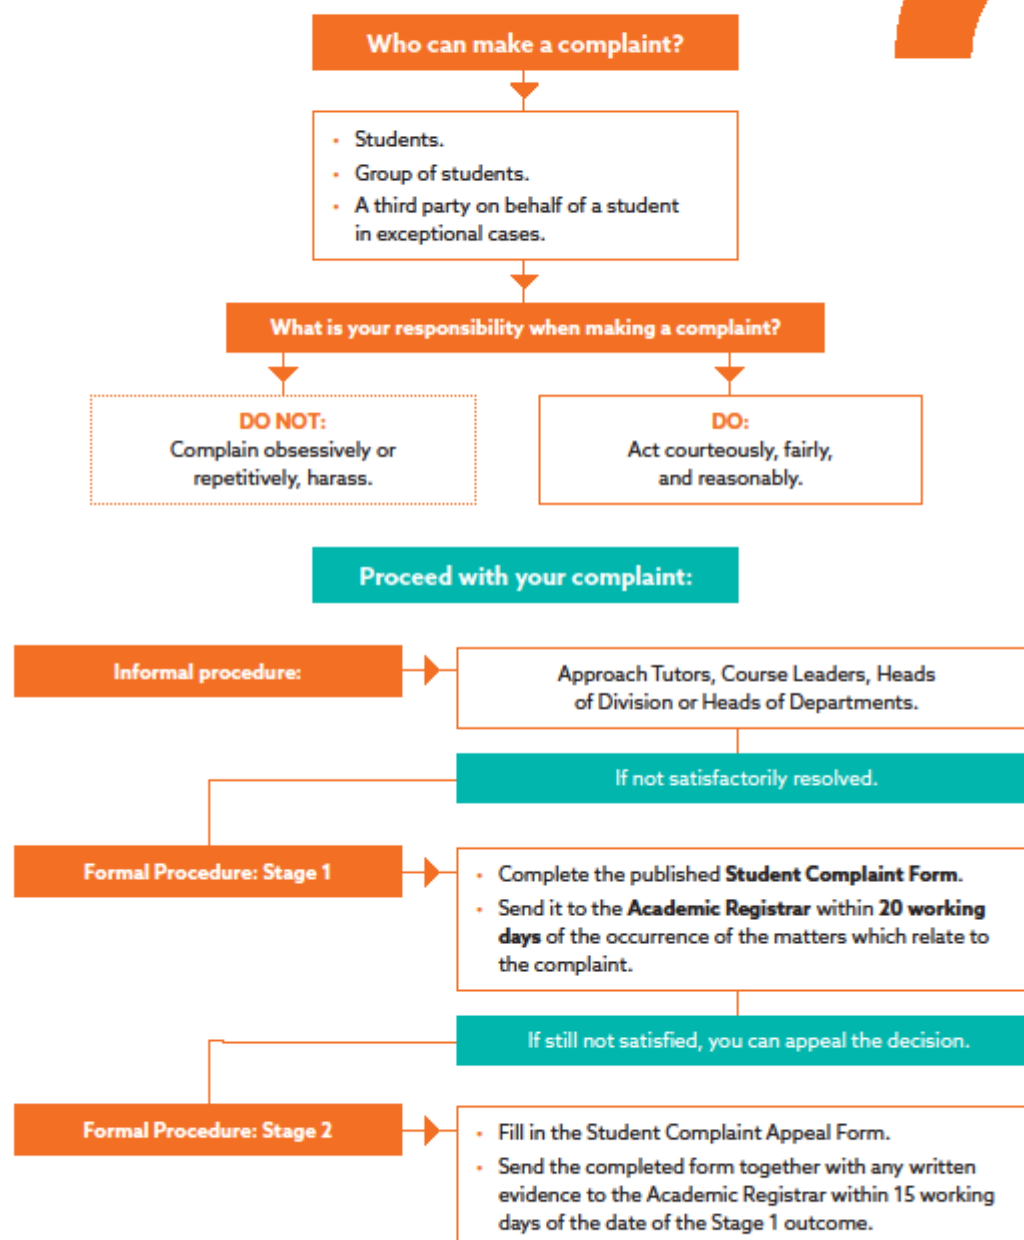 Who can make a complaint?
• Students.
• Group of students.
• A third party on behalf of a student
in exceptional cases.
What is your responsibility when making a complaint?
DO NOT:
Complain obsessively or
repetitively, harass.
DO:
Act courteously, fairly,
and reasonably.
Proceed with your complaint:
Informal procedure:
Approach Tutors, Course Leaders, Heads
of Division or Heads of Departments.
If not satisfactorily resolved.
Formal Procedure: Stage 1
• Complete the published Student Complaint Form.
• Send it to the Academic Registrar within 20 working
days of the occurrence of the matters which relate to
the complaint.
If still not satisfied, you can appeal the decision.
Formal Procedure: Stage 2
• Fill in the Student Complaint Appeal Form.
• Send the completed form together with any written
evidence to the Academic Registrar within 15 working
days of the date of the Stage 1 outcome.